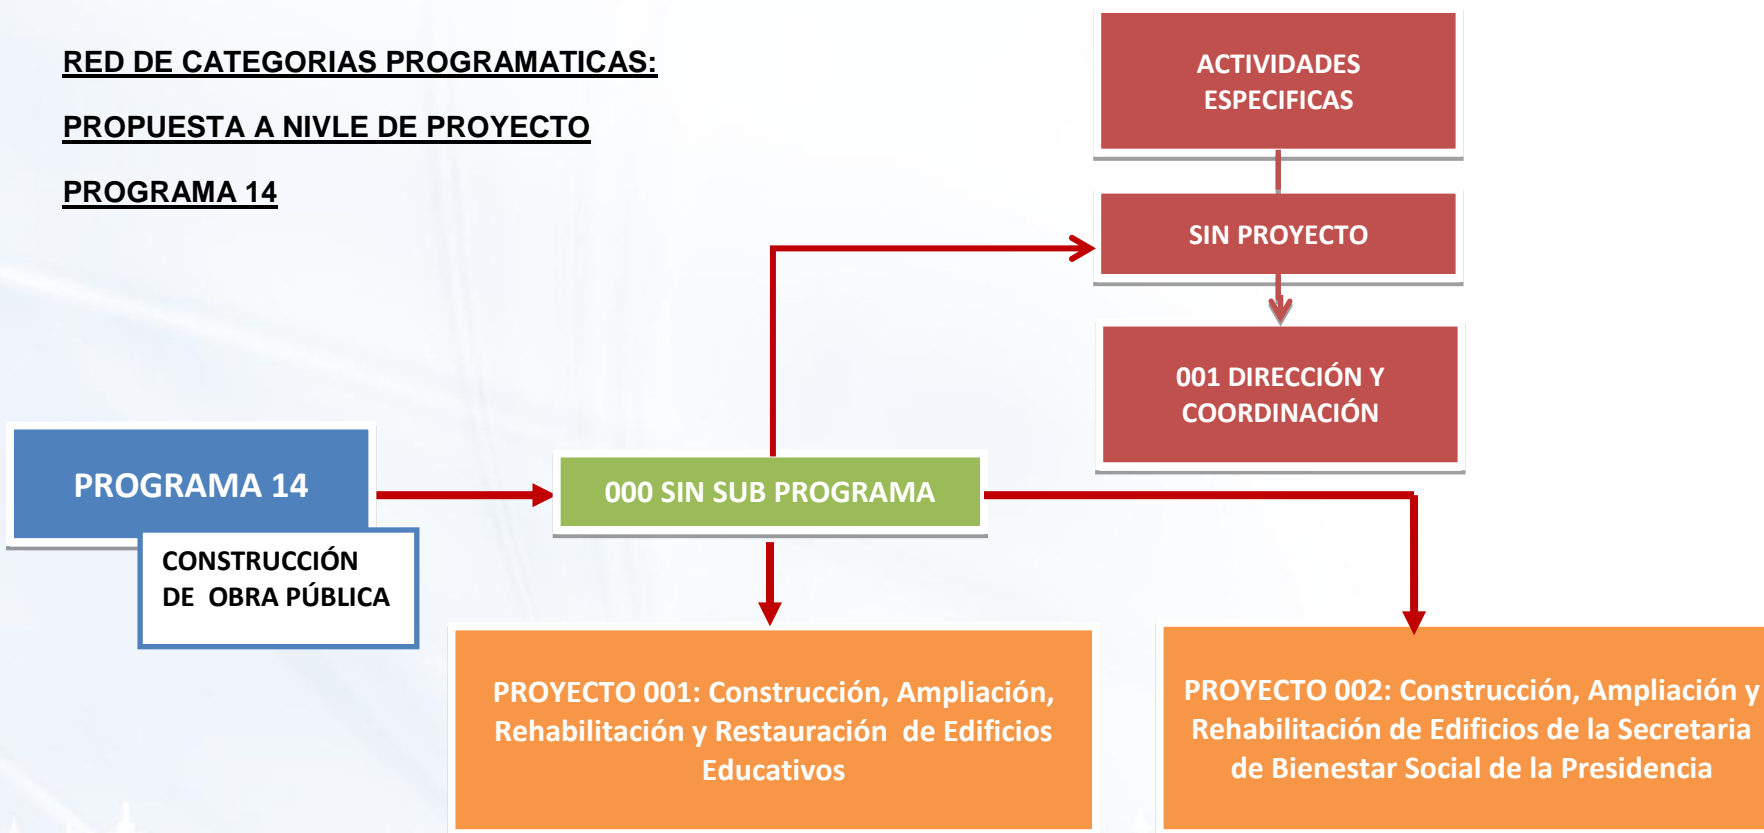 RED DE CATEGORIAS PROGRAMATICAS:
PROPUESTA A NIVLE DE PROYECTO
PROGRAMA 14
ACTIVIDADES
ESPECIFICAS
SIN PROYECTO
001 DIRECCIÓN Y
COORDINACIÓN
PROGRAMA 14
CONSTRUCCIÓN
DE OBRA PÚBLICA
000 SIN SUB PROGRAMA
PROYECTO 001: Construcción, Ampliación,
Rehabilitación y Restauración de Edificios
Educativos
PROYECTO 002: Construcción, Ampliación y
Rehabilitación de Edificios de la Secretaria
de Bienestar Social de la Presidencia